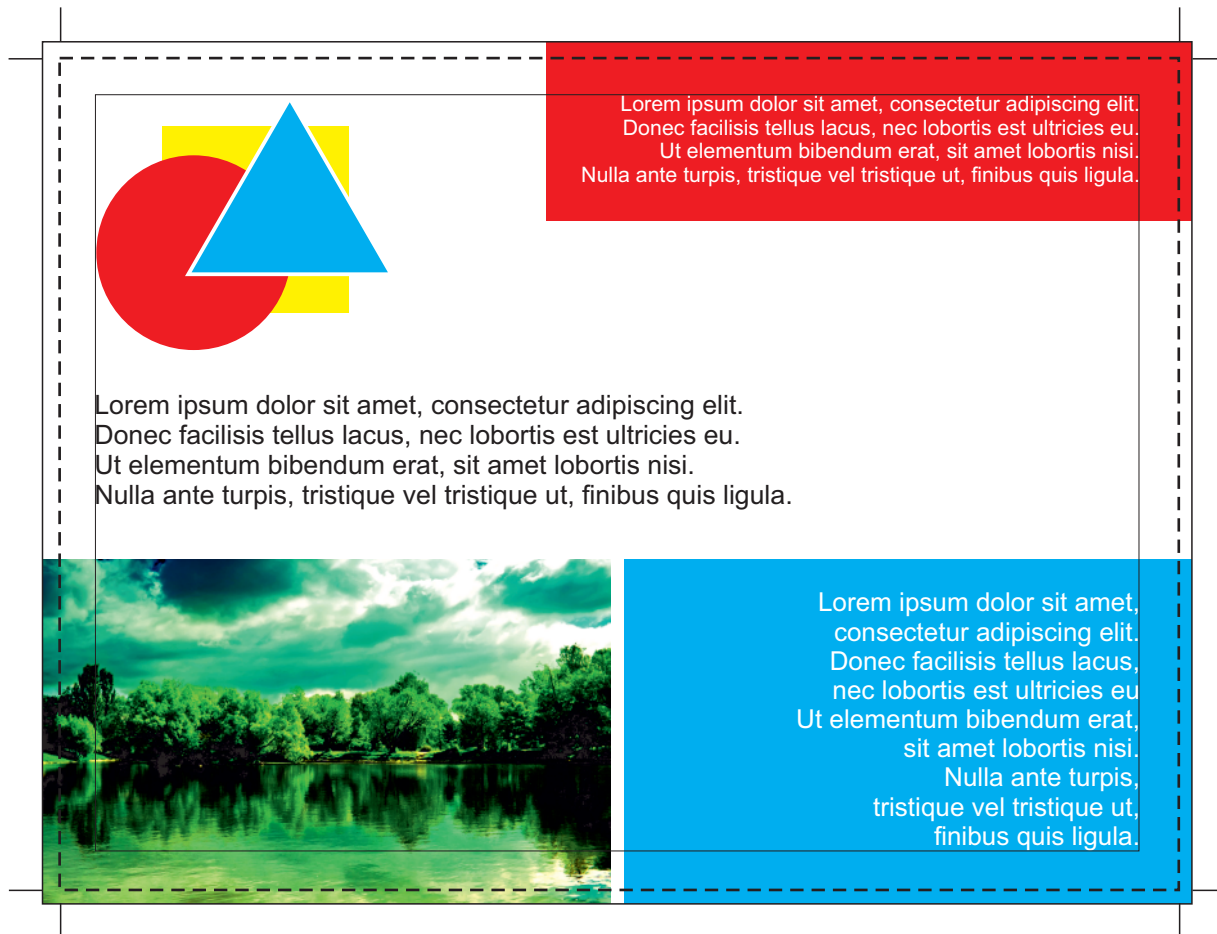 Lorem ipsum dolor sit amet, consectetur adipiscing elit.
Donec facilisis tellus lacus, nec lobortis est ultricies eu.
Ut elementum bibendum erat, sit amet lobortis nisi.
Nulla ante turpis, tristique vel tristique ut, finibus quis ligula.
Lorem ipsum dolor sit amet, consectetur adipiscing elit.
Donec facilisis tellus lacus, nec lobortis est ultricies eu.
Ut elementum bibendum erat, sit amet lobortis nisi.
Nulla ante turpis, tristique vel tristique ut, finibus quis ligula.
Lorem ipsum dolor sit amet,
consectetur adipiscing elit.
Donec facilisis tellus lacus,
nec lobortis est ultricies eu
Ut elementum bibendum erat,
sit amet lobortis nisi.
Nulla ante turpis,
tristique vel tristique ut,
finibus quis ligula.